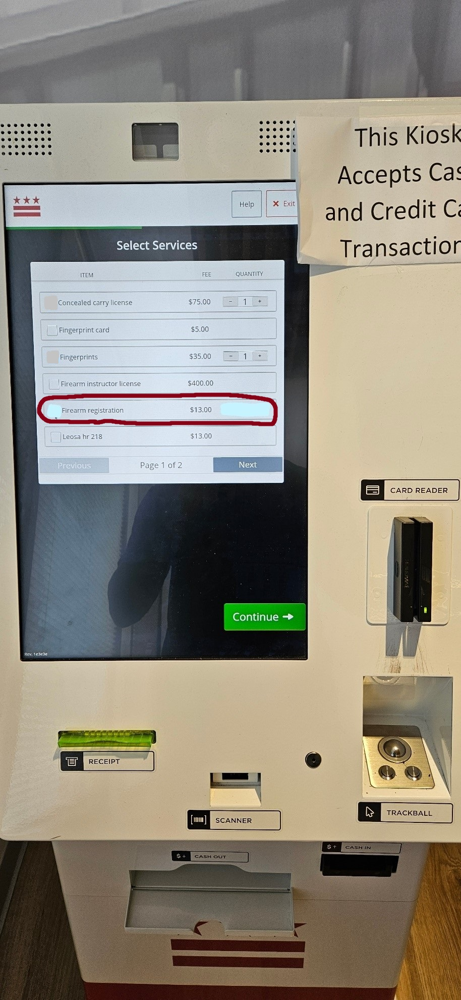 This Kiosk
Accepts Cas
and Credit Ca
Transaction
Help
× Exit
Select Services
ITEM FEE QUANTITY
Concealed carry license $75.00 - 1 +
Fingerprint card $5.00
Fingerprints $35.00 - 1 +
Firearm instructor license $400.00
Firearm registration $13.00
Leosa hr 218 $13.00
Previous Page 1 of 2 Next
CARD READER
Continue →
Rev. 1e3e3e
RECEIPT
SCANNER
TRACKBALL
$↓ CASH OUT
$↑ CASH IN